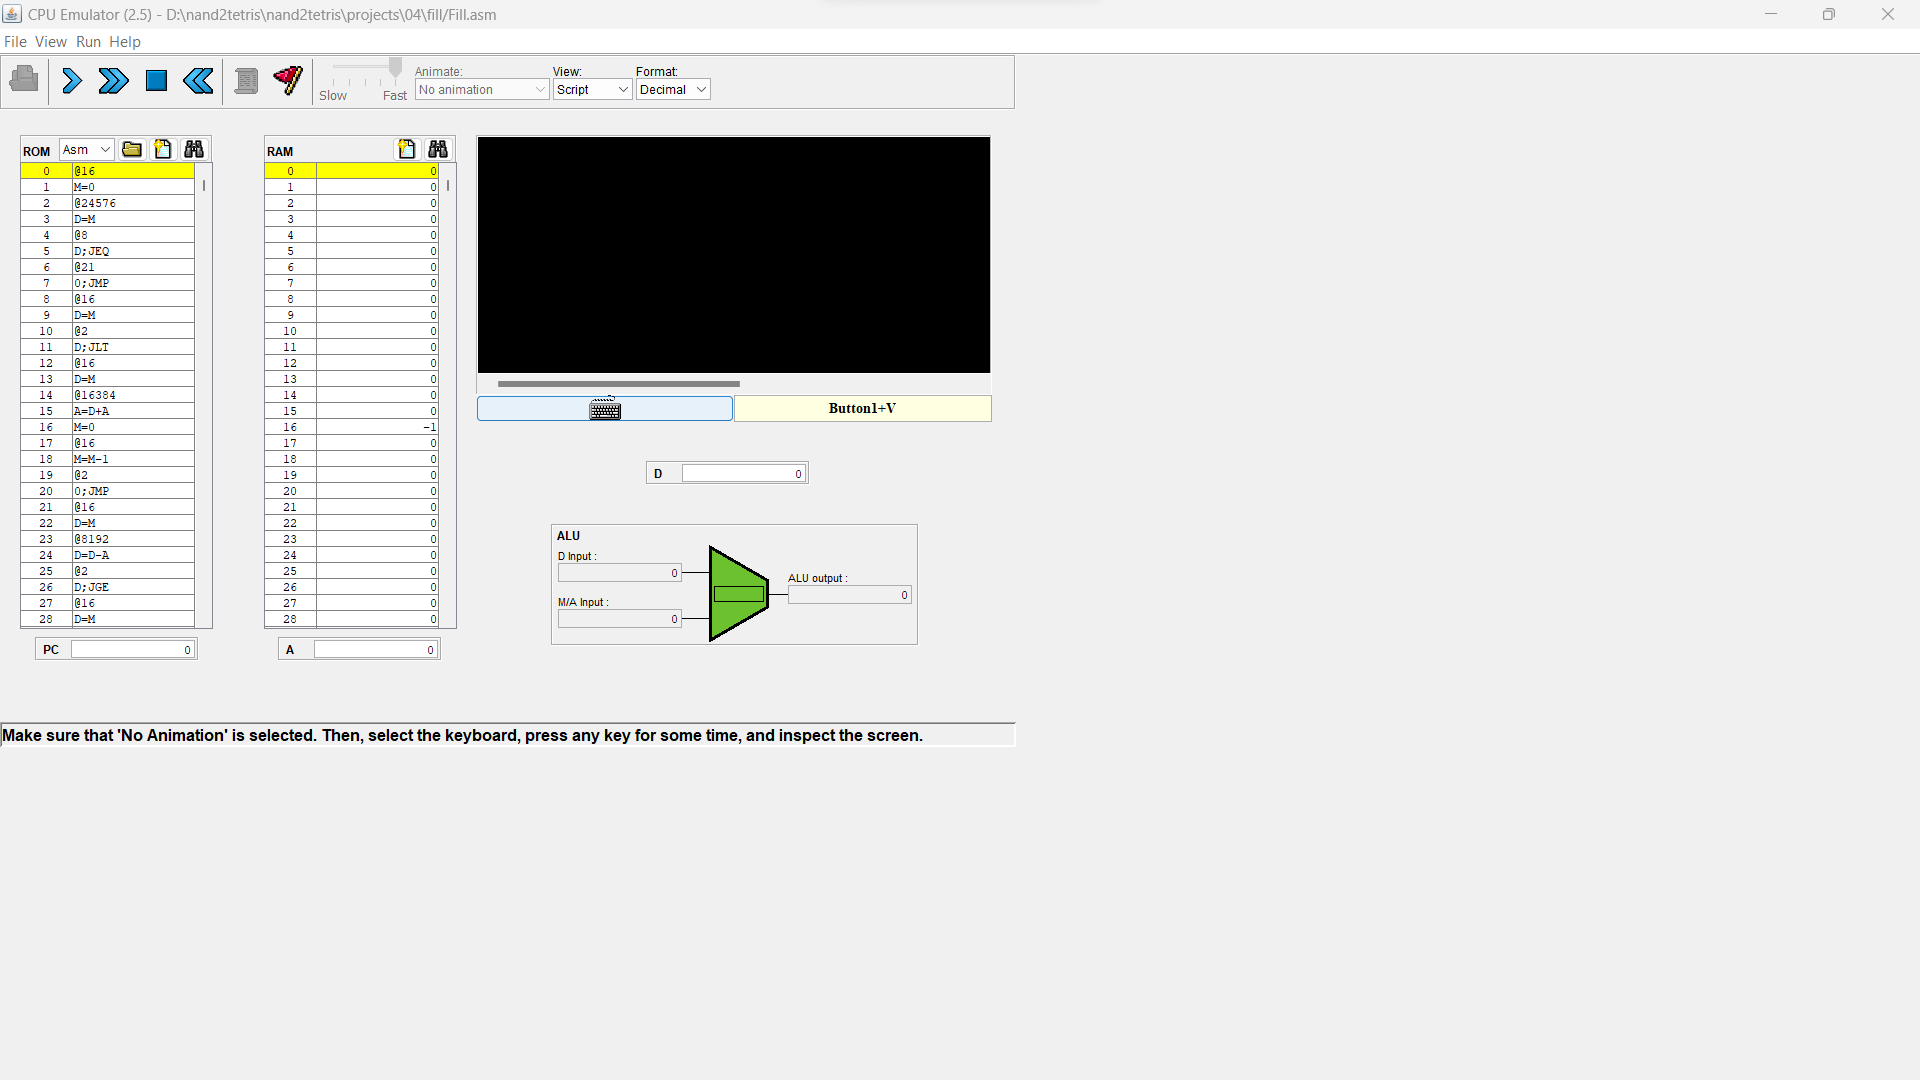 CPU Emulator (2.5) - D:\nand2tetris\nand2tetris\projects\04\fill/Fill.asm
File View Run Help
Slow Fast
Animate:
No animation
View:
Script
Format:
Decimal
ROM Asm
0 @16
1 M=0
2 @24576
3 D=M
4 @8
5 D;JEQ
6 @21
7 0;JMP
8 @16
9 D=M
10 @2
11 D;JLT
12 @16
13 D=M
14 @16384
15 A=D+A
16 M=0
17 @16
18 M=M-1
19 @2
20 0;JMP
21 @16
22 D=M
23 @8192
24 D=D-A
25 @2
26 D;JGE
27 @16
28 D=M
PC 0
RAM
0 0
1 0
2 0
3 0
4 0
5 0
6 0
7 0
8 0
9 0
10 0
11 0
12 0
13 0
14 0
15 0
16 -1
17 0
18 0
19 0
20 0
21 0
22 0
23 0
24 0
25 0
26 0
27 0
28 0
A 0
Button1+V
D 0
ALU
D Input :
0
M/A Input :
0
ALU output :
0
Make sure that 'No Animation' is selected. Then, select the keyboard, press any key for some time, and inspect the screen.